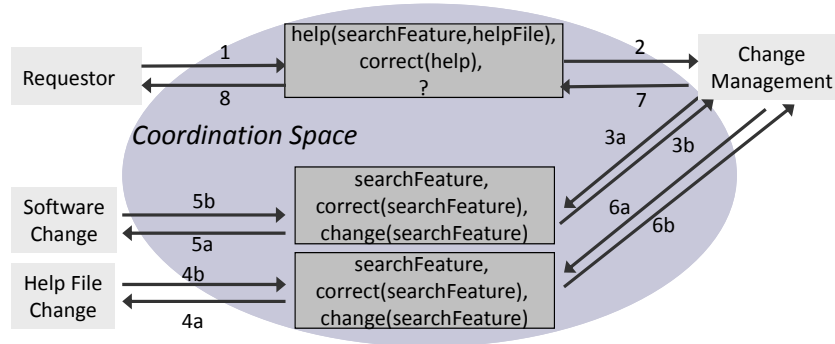 help(searchFeature,helpFile),
correct(help),
?
1
2
8
7
Requestor
Change
Management
Coordination Space
3a
3b
searchFeature,
correct(searchFeature),
change(searchFeature)
Software
Change
5b
5a
6a
6b
searchFeature,
correct(searchFeature),
change(searchFeature)
Help File
Change
4b
4a